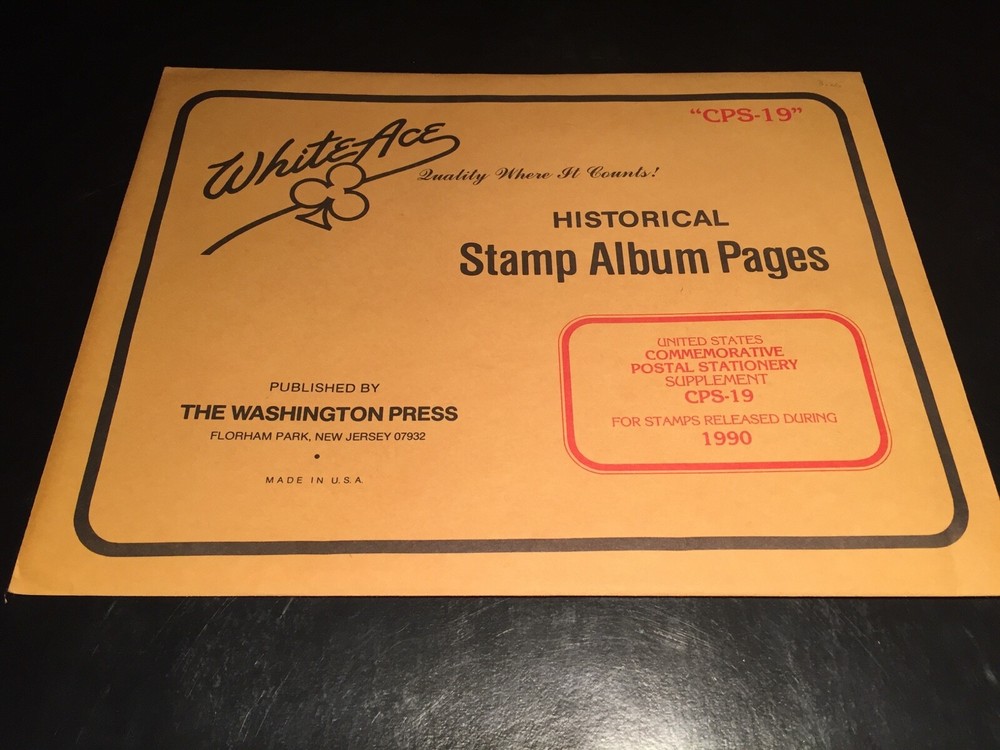 "CPS-19"
White Ace
Quality Where It Counts!
HISTORICAL
Stamp Album Pages
UNITED STATES
COMMEMORATIVE
POSTAL STATIONERY
SUPPLEMENT
CPS-19
FOR STAMPS RELEASED DURING
1990
PUBLISHED BY
THE WASHINGTON PRESS
FLORHAM PARK, NEW JERSEY 07932
•
MADE IN U.S.A.